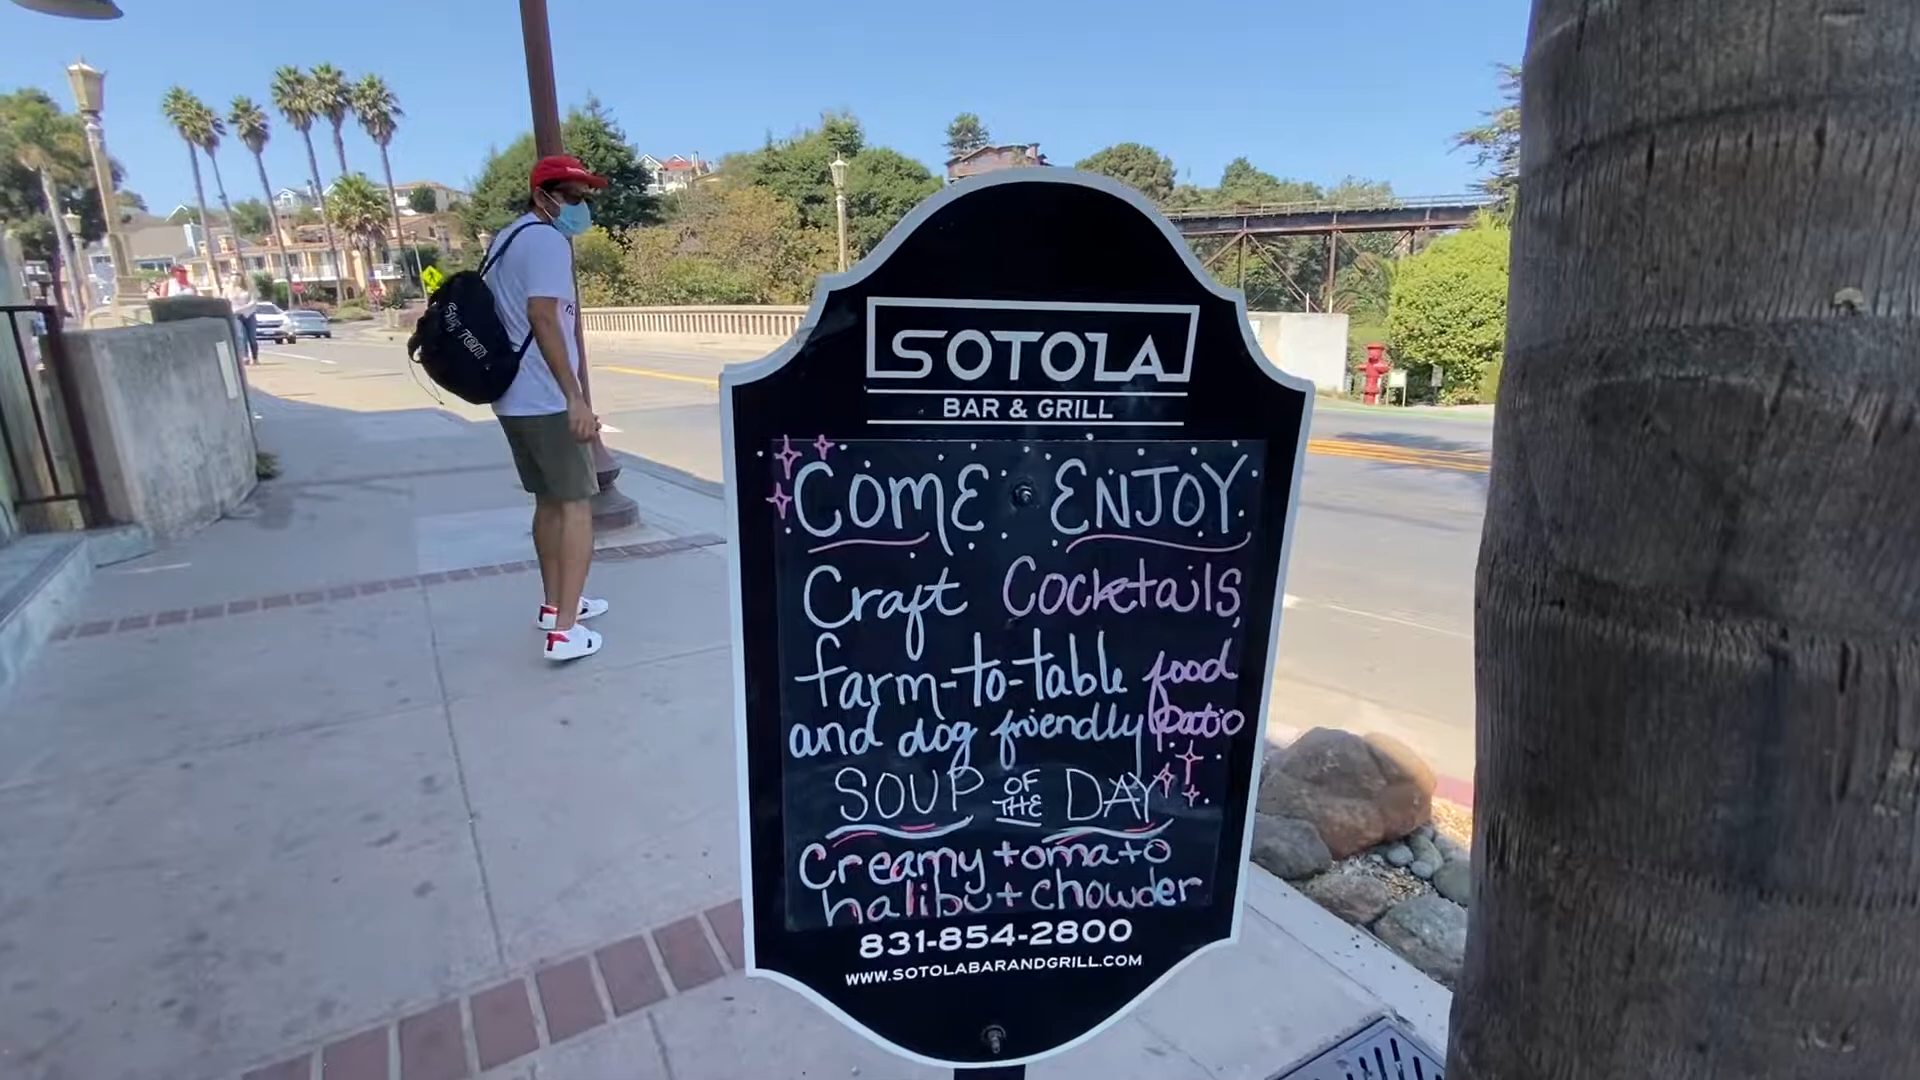 SOTOLA
BAR & GRILL
COME ENJOY
Craft Cocktails,
farm-to-table food
and dog friendly patio
SOUP OF THE DAY
Creamy tomato
halibut chowder
831-854-2800
WWW.SOTOLABARANDGRILL.COM